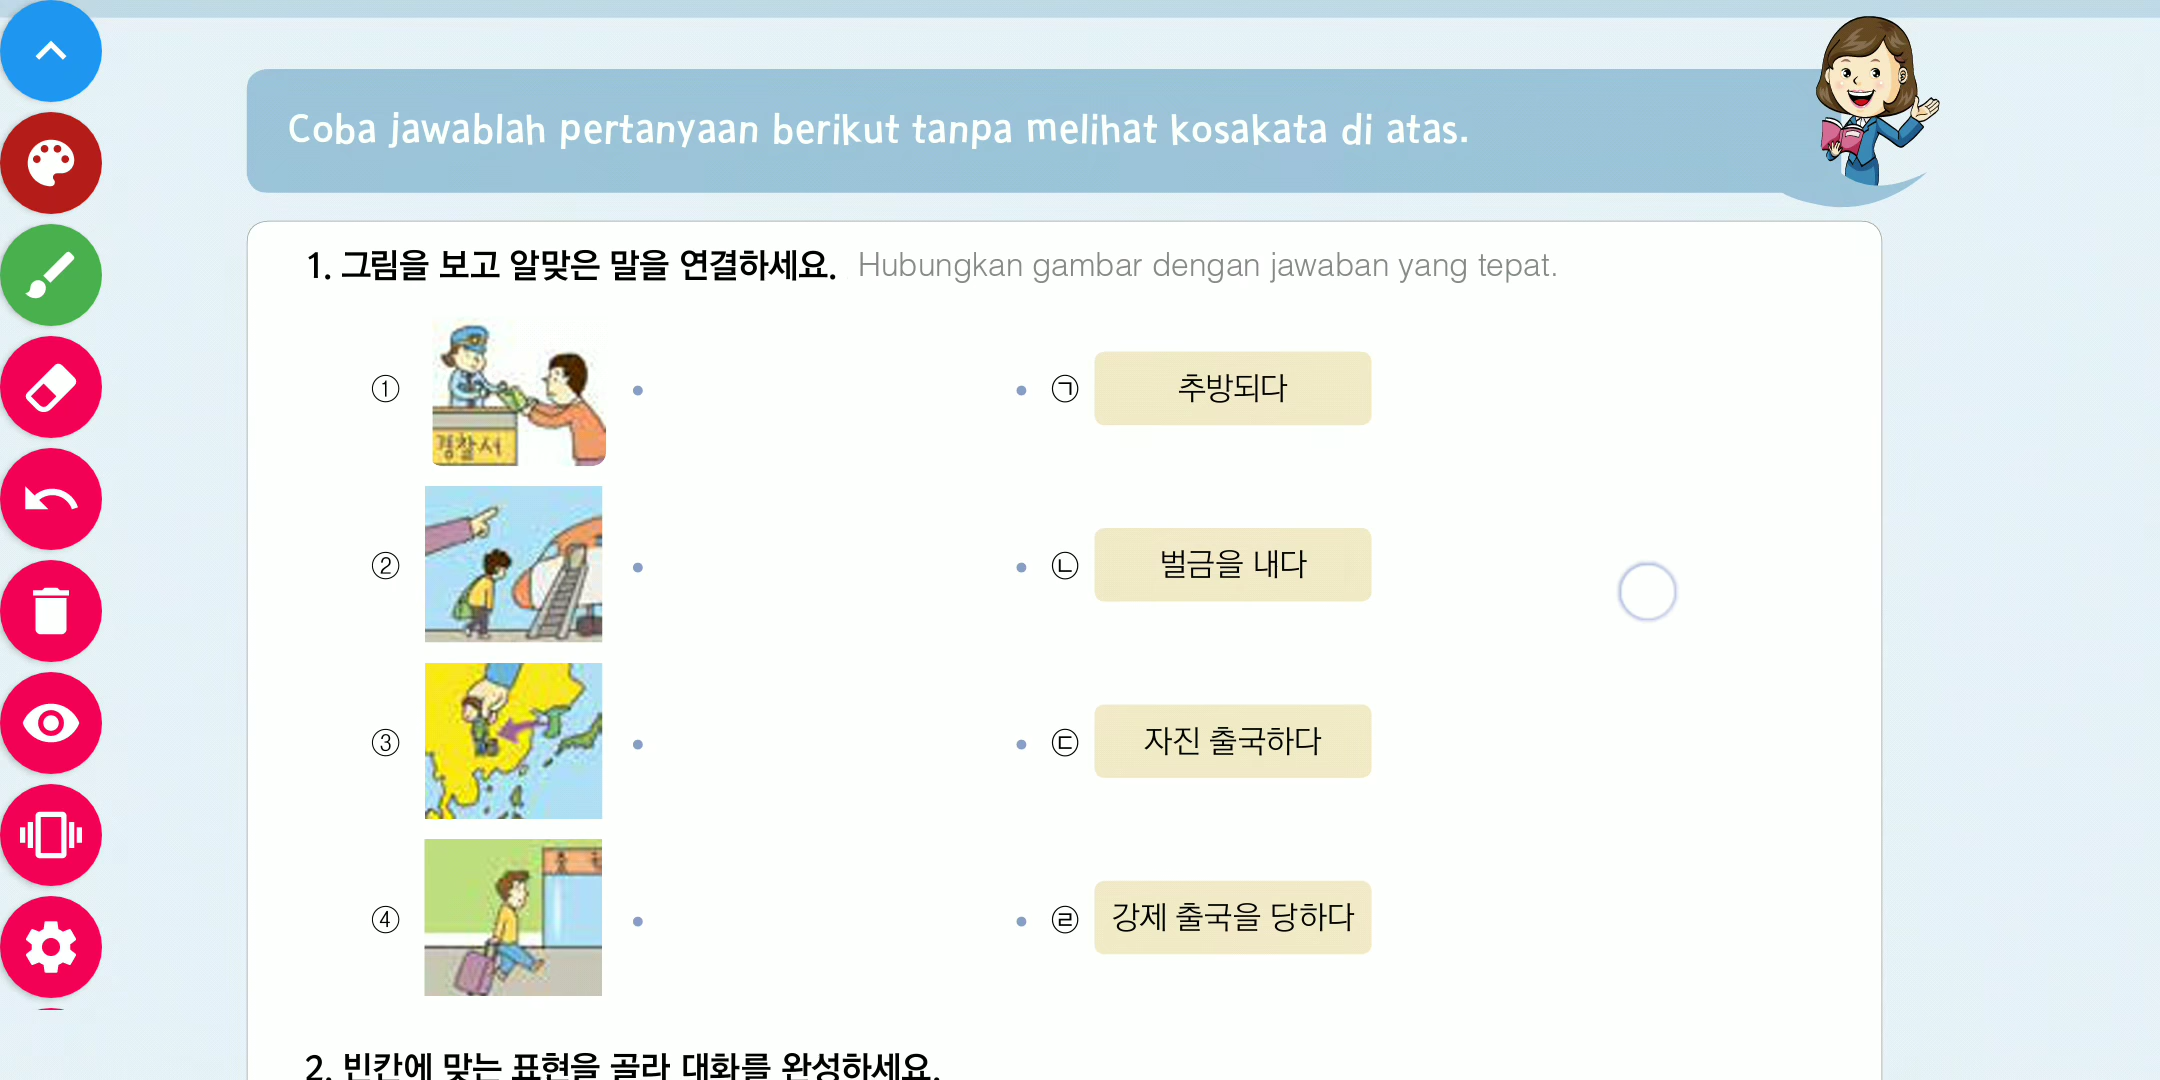 Coba jawablah pertanyaan berikut tanpa melihat kosakata di atas.
1. 그림을 보고 알맞은 말을 연결하세요. Hubungkan gambar dengan jawaban yang tepat.
① 경찰서
㉠ 추방되다
②
㉡ 벌금을 내다
③
㉢ 자진 출국하다
④
㉣ 강제 출국을 당하다
2. 빈칸에 맞는 표현을 골라 대화를 완성하세요.